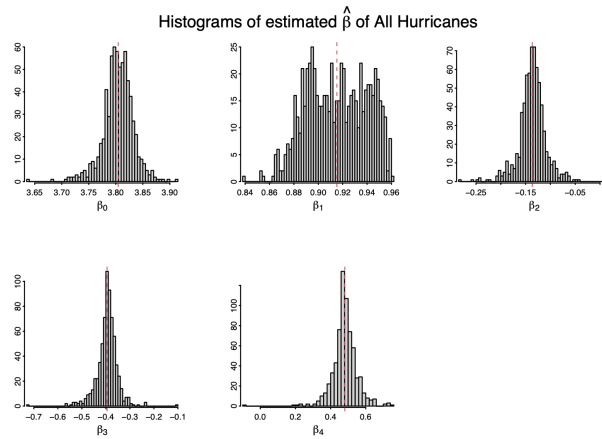 Histograms of estimated β̂ of All Hurricanes
0 10 20 30 40 50 60
3.65 3.70 3.75 3.80 3.85 3.90
β0
0 5 10 15 20 25
0.84 0.86 0.88 0.90 0.92 0.94 0.96
β1
0 10 20 30 40 50 60 70
−0.25 −0.15 −0.05
β2
0 20 40 60 80 100
−0.7 −0.6 −0.5 −0.4 −0.3 −0.2 −0.1
β3
0 20 40 60 80 100
0.0 0.2 0.4 0.6
β4